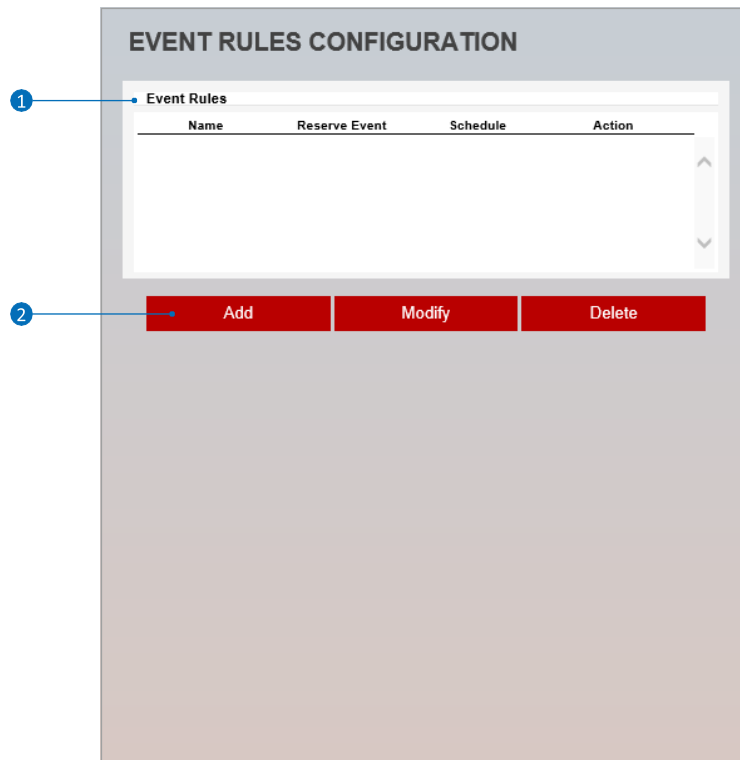 EVENT RULES CONFIGURATION
1 Event Rules
Name Reserve Event Schedule Action
2 Add Modify Delete